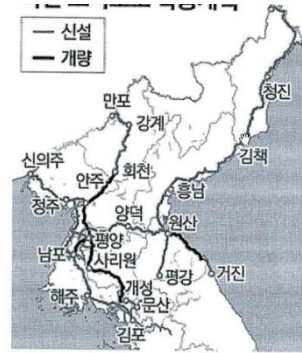 신설
개량
청진
만포
강계
김책
신의주
회천
안주
흥남
청주
양덕
원산
평양
남포
사리원
평강
거진
개성
해주
문산
김포